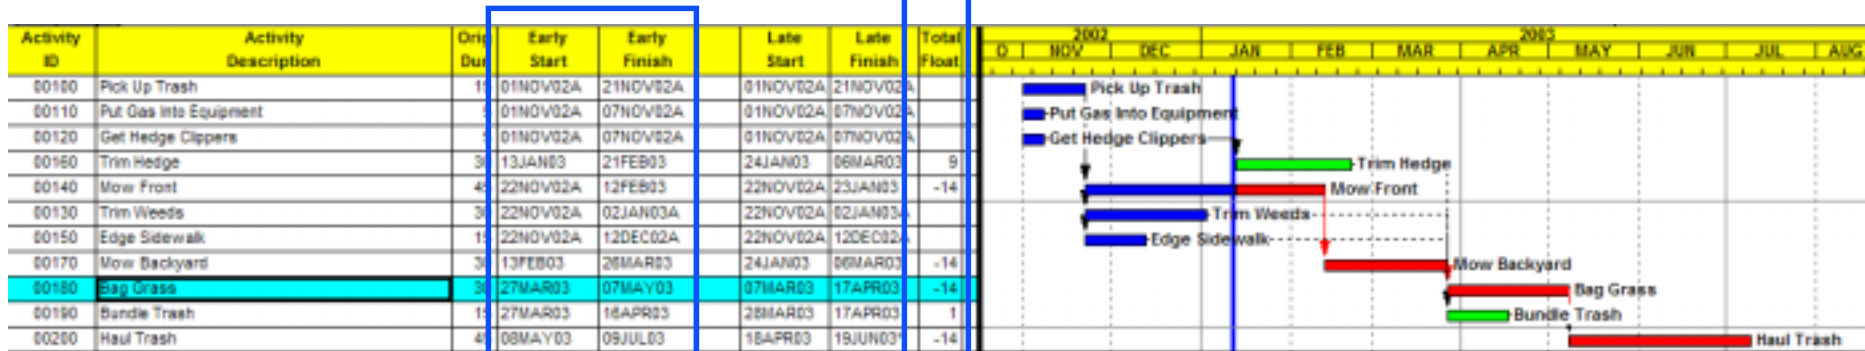 2002 2003
Activity Activity Orig Early Early Late Late Total O NOV DEC JAN FEB MAR APR MAY JUN JUL AUG
ID Description Dur Start Finish Start Finish Float
00100 Pick Up Trash 01NOV02A 21NOV02A 01NOV02A 21NOV02A Pick Up Trash
00110 Put Gas Into Equipment 01NOV02A 07NOV02A 01NOV02A 07NOV02A Put Gas Into Equipment
00120 Get Hedge Clippers 01NOV02A 07NOV02A 01NOV02A 07NOV02A Get Hedge Clippers
00160 Trim Hedge 13JAN03 21FEB03 24JAN03 06MAR03 9 Trim Hedge
00140 Mow Front 22NOV02A 12FEB03 22NOV02A 23JAN03 -14 Mow Front
00130 Trim Weeds 22NOV02A 02JAN03A 22NOV02A 02JAN03A Trim Weeds
00150 Edge Sidewalk 22NOV02A 12DEC02A 22NOV02A 12DEC02A Edge Sidewalk
00170 Mow Backyard 13FEB03 26MAR03 24JAN03 06MAR03 -14 Mow Backyard
00180 Bag Grass 27MAR03 07MAY03 07MAR03 17APR03 -14 Bag Grass
00190 Bundle Trash 27MAR03 16APR03 28MAR03 17APR03 1 Bundle Trash
00200 Haul Trash 08MAY03 09JUL03 18APR03 19JUN03* -14 Haul Trash